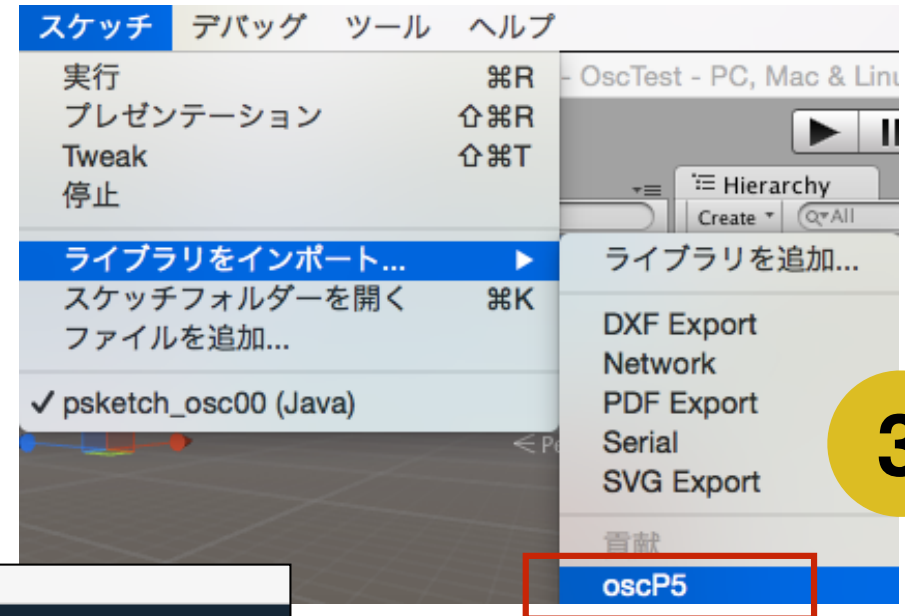 スケッチ デバッグ ツール ヘルプ
実行 ⌘R
プレゼンテーション ⇧⌘R
Tweak ⇧⌘T
停止
ライブラリをインポート... ▶
スケッチフォルダーを開く ⌘K
ファイルを追加...
✓ psketch_osc00 (Java)
- OscTest - PC, Mac & Linu
Hierarchy
Create All
ライブラリを追加...
DXF Export
Network
PDF Export
Serial
SVG Export
貢献
oscP5
3